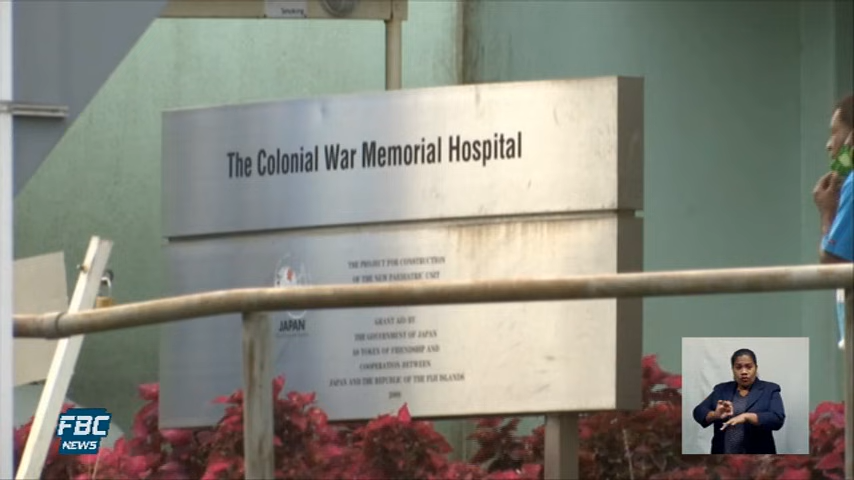 Smoking
The Colonial War Memorial Hospital
THE PROJECT FOR CONSTRUCTION
OF THE NEW PAEDIATRIC UNIT
JAPAN
GRANT AID BY
THE GOVERNMENT OF JAPAN
TOKEN OF FRIENDSHIP AND
COOPERATION BETWEEN
JAPAN AND THE REPUBLIC OF THE FIJI ISLANDS
FBC
NEWS